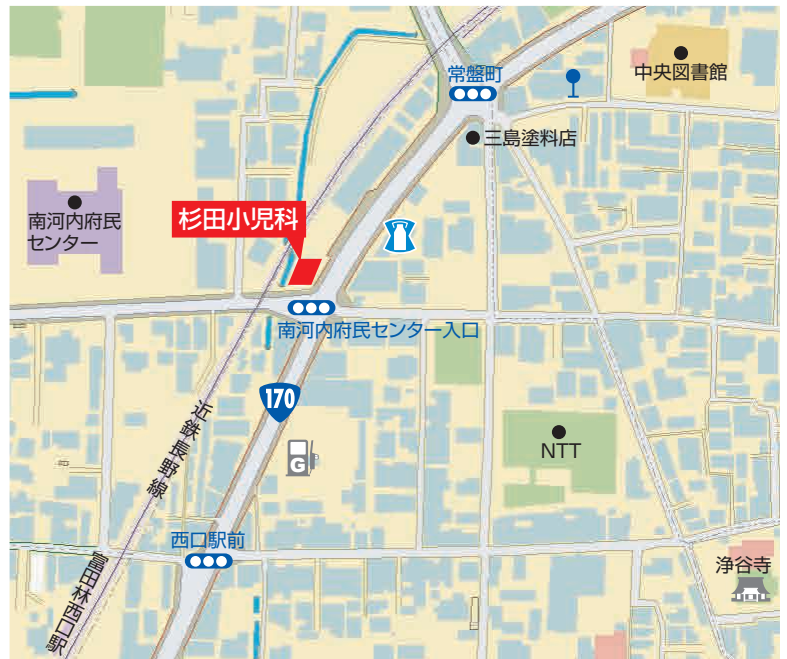 常盤町
中央図書館
三島塗料店
南河内府民
センター
杉田小児科
南河内府民センター入口
170
近鉄長野線
G
NTT
西口駅前
浄谷寺
富田林西口駅